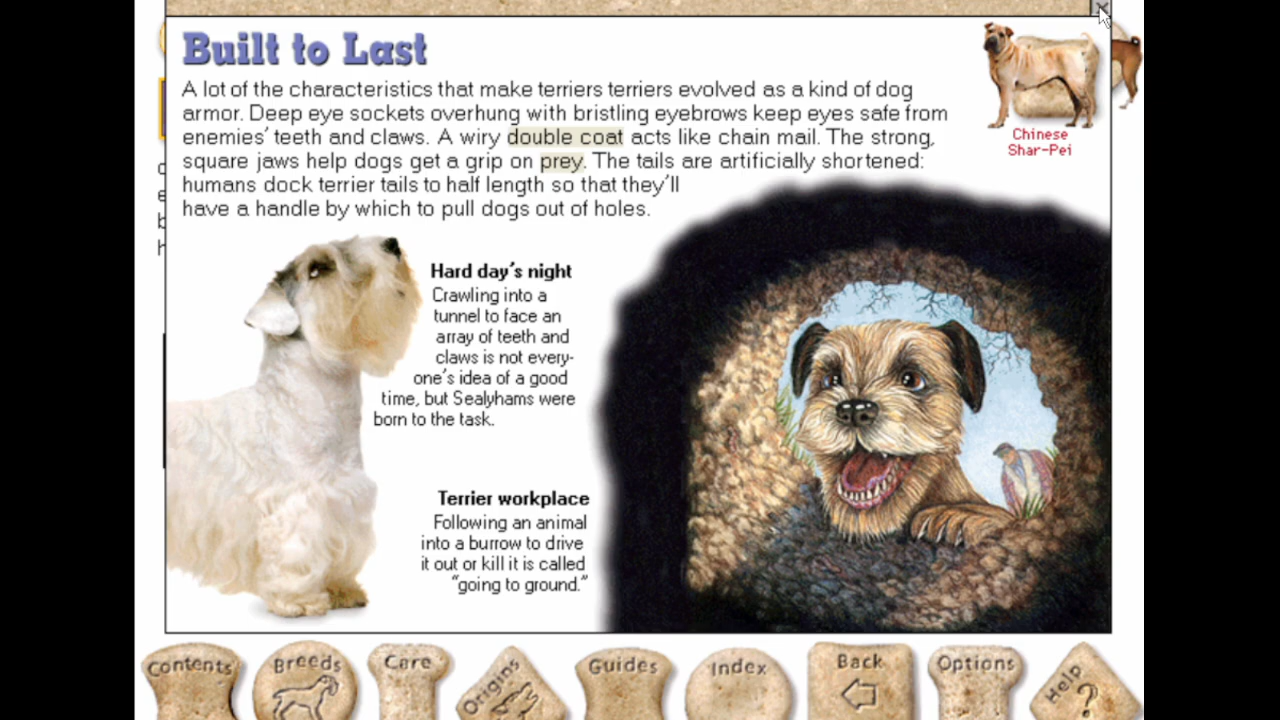 Built to Last
A lot of the characteristics that make terriers terriers evolved as a kind of dog
armor. Deep eye sockets overhung with bristling eyebrows keep eyes safe from
enemies' teeth and claws. A wiry double coat acts like chain mail. The strong,
square jaws help dogs get a grip on prey. The tails are artificially shortened:
humans dock terrier tails to half length so that they'll
have a handle by which to pull dogs out of holes.
Chinese
Shar-Pei
Hard day's night
Crawling into a
tunnel to face an
array of teeth and
claws is not every-
one's idea of a good
time, but Sealyhams were
born to the task.
Terrier workplace
Following an animal
into a burrow to drive
it out or kill it is called
"going to ground."
Contents
Breeds
Care
Origins
Guides
Index
Back
Options
Help
?